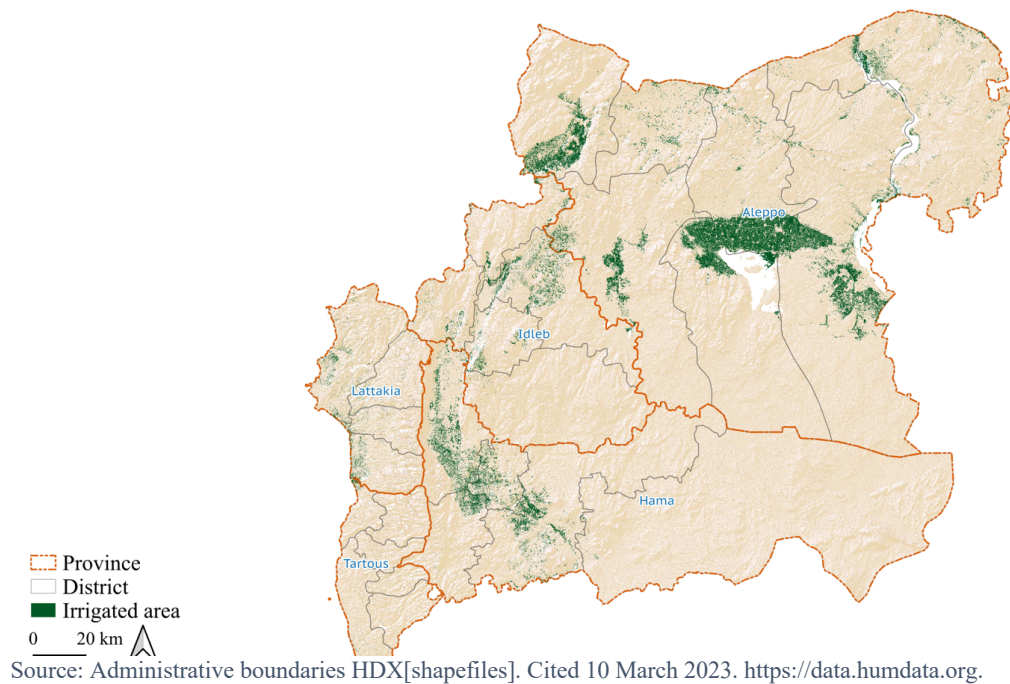 Aleppo
Idleb
Lattakia
Hama
Tartous
Province
District
Irrigated area
0 20 km
Source: Administrative boundaries HDX[shapefiles]. Cited 10 March 2023. https://data.humdata.org.